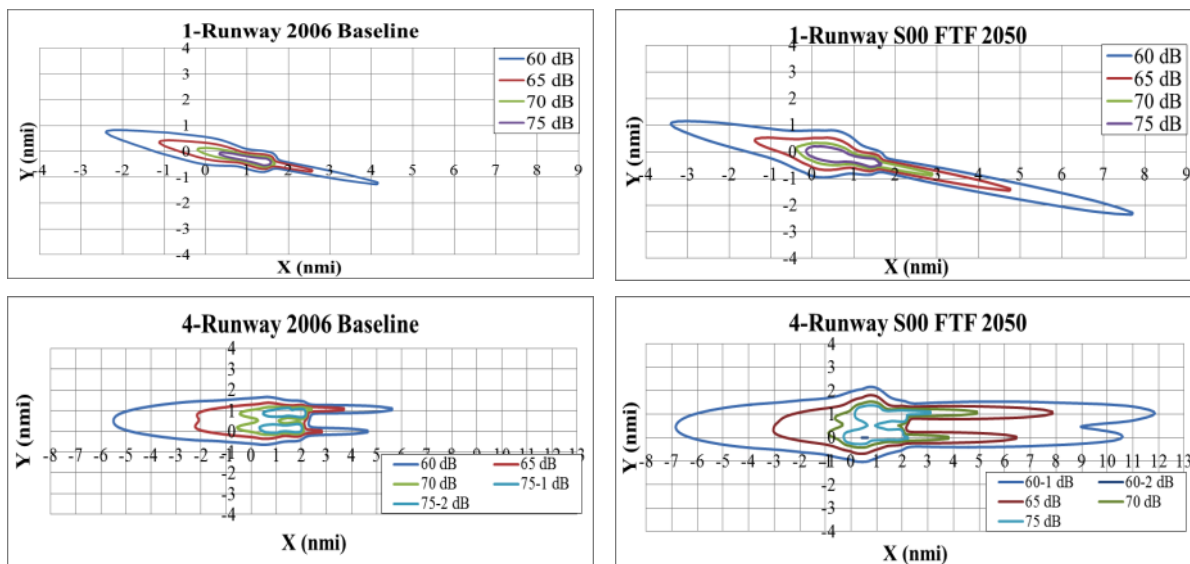 1-Runway 2006 Baseline
4
3
2
1
0
-1
-2
-3
-4
-4 -3 -2 -1 0 1 2 3 4 5 6 7 8 9
Y (nmi)
X (nmi)
60 dB
65 dB
70 dB
75 dB
1-Runway S00 FTF 2050
4
3
2
1
0
-1
-2
-3
-4
-4 -3 -2 -1 0 1 2 3 4 5 6 7 8 9
Y (nmi)
X (nmi)
60 dB
65 dB
70 dB
75 dB
4-Runway 2006 Baseline
4
3
2
1
0
-1
-2
-3
-4
-8 -7 -6 -5 -4 -3 -2 -1 0 1 2 3 4 5 6 7 8 9 10 11 12 13
Y (nmi)
X (nmi)
60 dB 65 dB
70 dB 75-1 dB
75-2 dB
4-Runway S00 FTF 2050
4
3
2
1
0
-1
-2
-3
-4
-8 -7 -6 -5 -4 -3 -2 -1 0 1 2 3 4 5 6 7 8 9 10 11 12 13
Y (nmi)
X (nmi)
60-1 dB 60-2 dB
65 dB 70 dB
75 dB